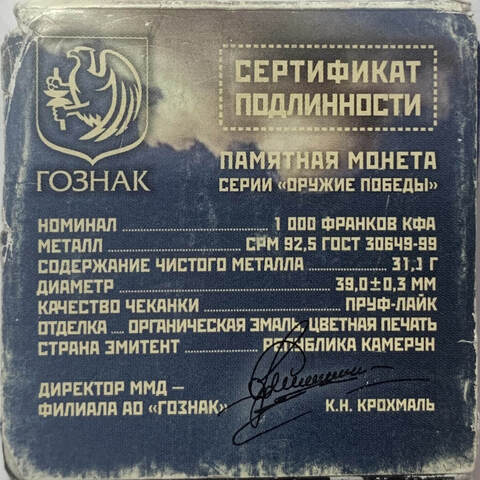 ГОЗНАК
СЕРТИФИКАТ
ПОДЛИННОСТИ
ПАМЯТНАЯ МОНЕТА
СЕРИИ «ОРУЖИЕ ПОБЕДЫ»
НОМИНАЛ 1 000 ФРАНКОВ КФА
МЕТАЛЛ СРМ 92,5 ГОСТ 30649-99
СОДЕРЖАНИЕ ЧИСТОГО МЕТАЛЛА 31,1 Г
ДИАМЕТР 39,0±0,3 ММ
КАЧЕСТВО ЧЕКАНКИ ПРУФ-ЛАЙК
ОТДЕЛКА ОРГАНИЧЕСКАЯ ЭМАЛЬ, ЦВЕТНАЯ ПЕЧАТЬ
СТРАНА ЭМИТЕНТ РЕСПУБЛИКА КАМЕРУН
ДИРЕКТОР ММД –
ФИЛИАЛА АО «ГОЗНАК» К.Н. КРОХМАЛЬ